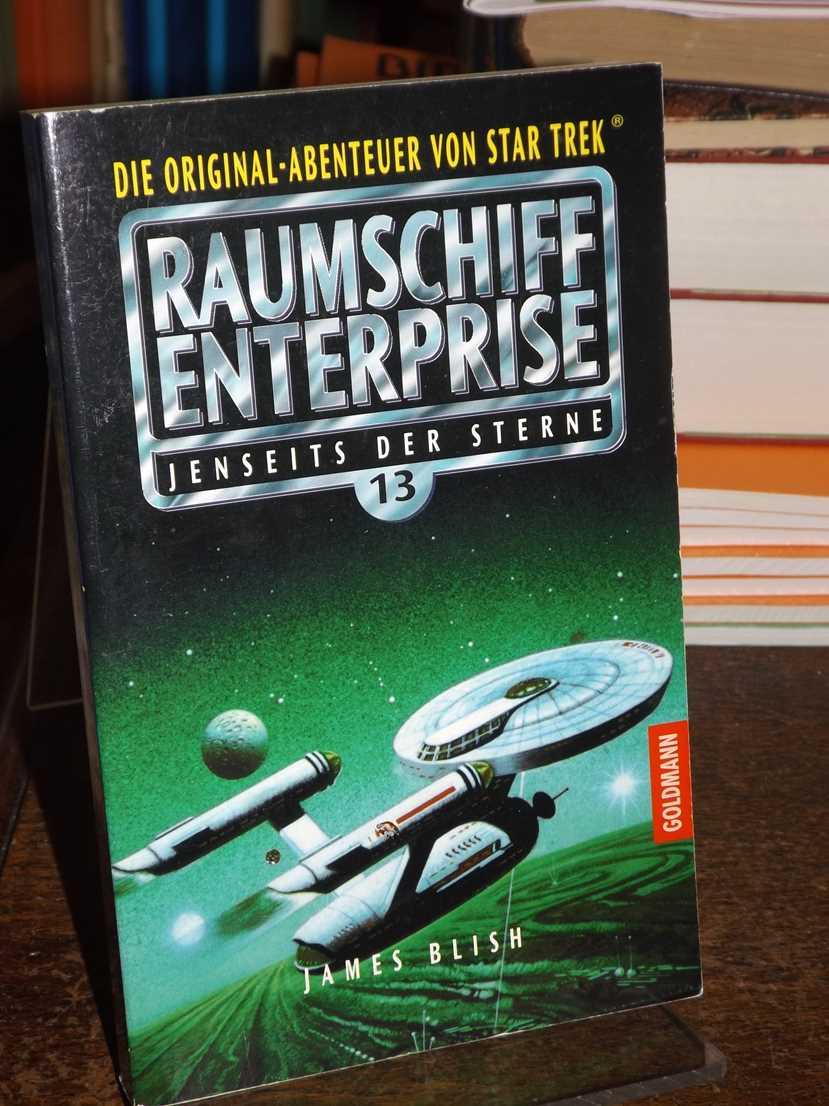 DIE ORIGINAL-ABENTEUER VON STAR TREK®
RAUMSCHIFF
ENTERPRISE
JENSEITS DER STERNE
13
GOLDMANN
JAMES BLISH